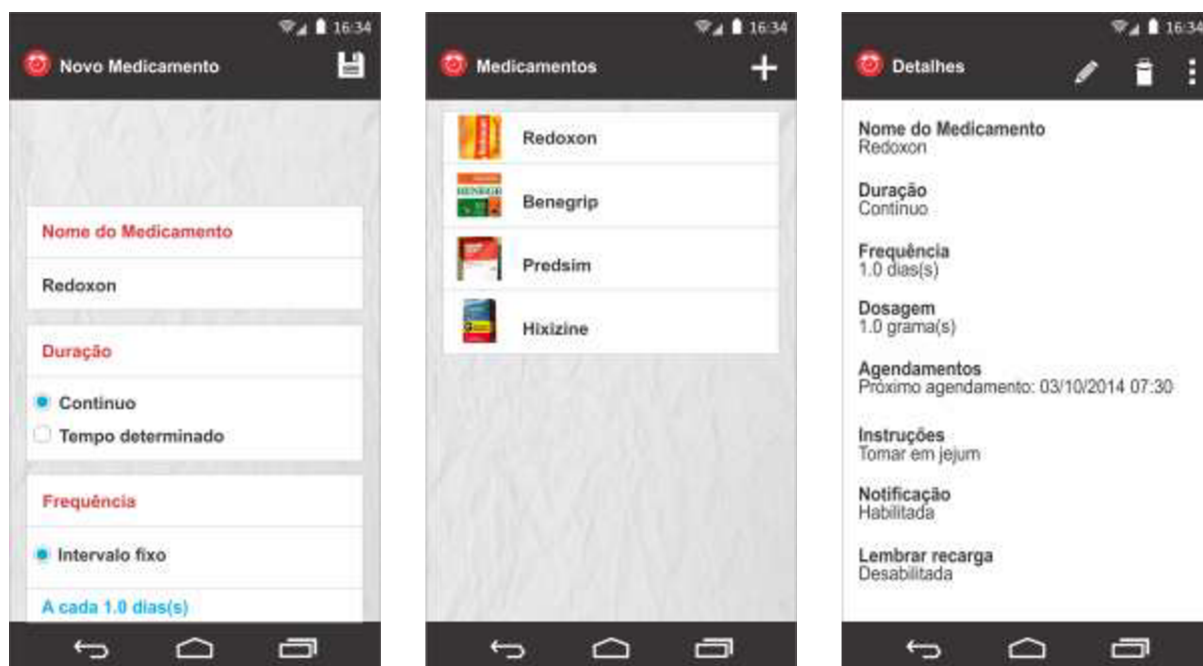 16:34
Novo Medicamento
Nome do Medicamento
Redoxon
Duração
Continuo
Tempo determinado
Frequência
Intervalo fixo
A cada 1.0 dias(s)
16:34
Medicamentos
Redoxon
Benegrip
Predsim
Hixizine
16:34
Detalhes
Nome do Medicamento
Redoxon
Duração
Continuo
Frequência
1.0 dias(s)
Dosagem
1.0 grama(s)
Agendamentos
Próximo agendamento: 03/10/2014 07:30
Instruções
Tomar em jejum
Notificação
Habilitada
Lembrar recarga
Desabilitada